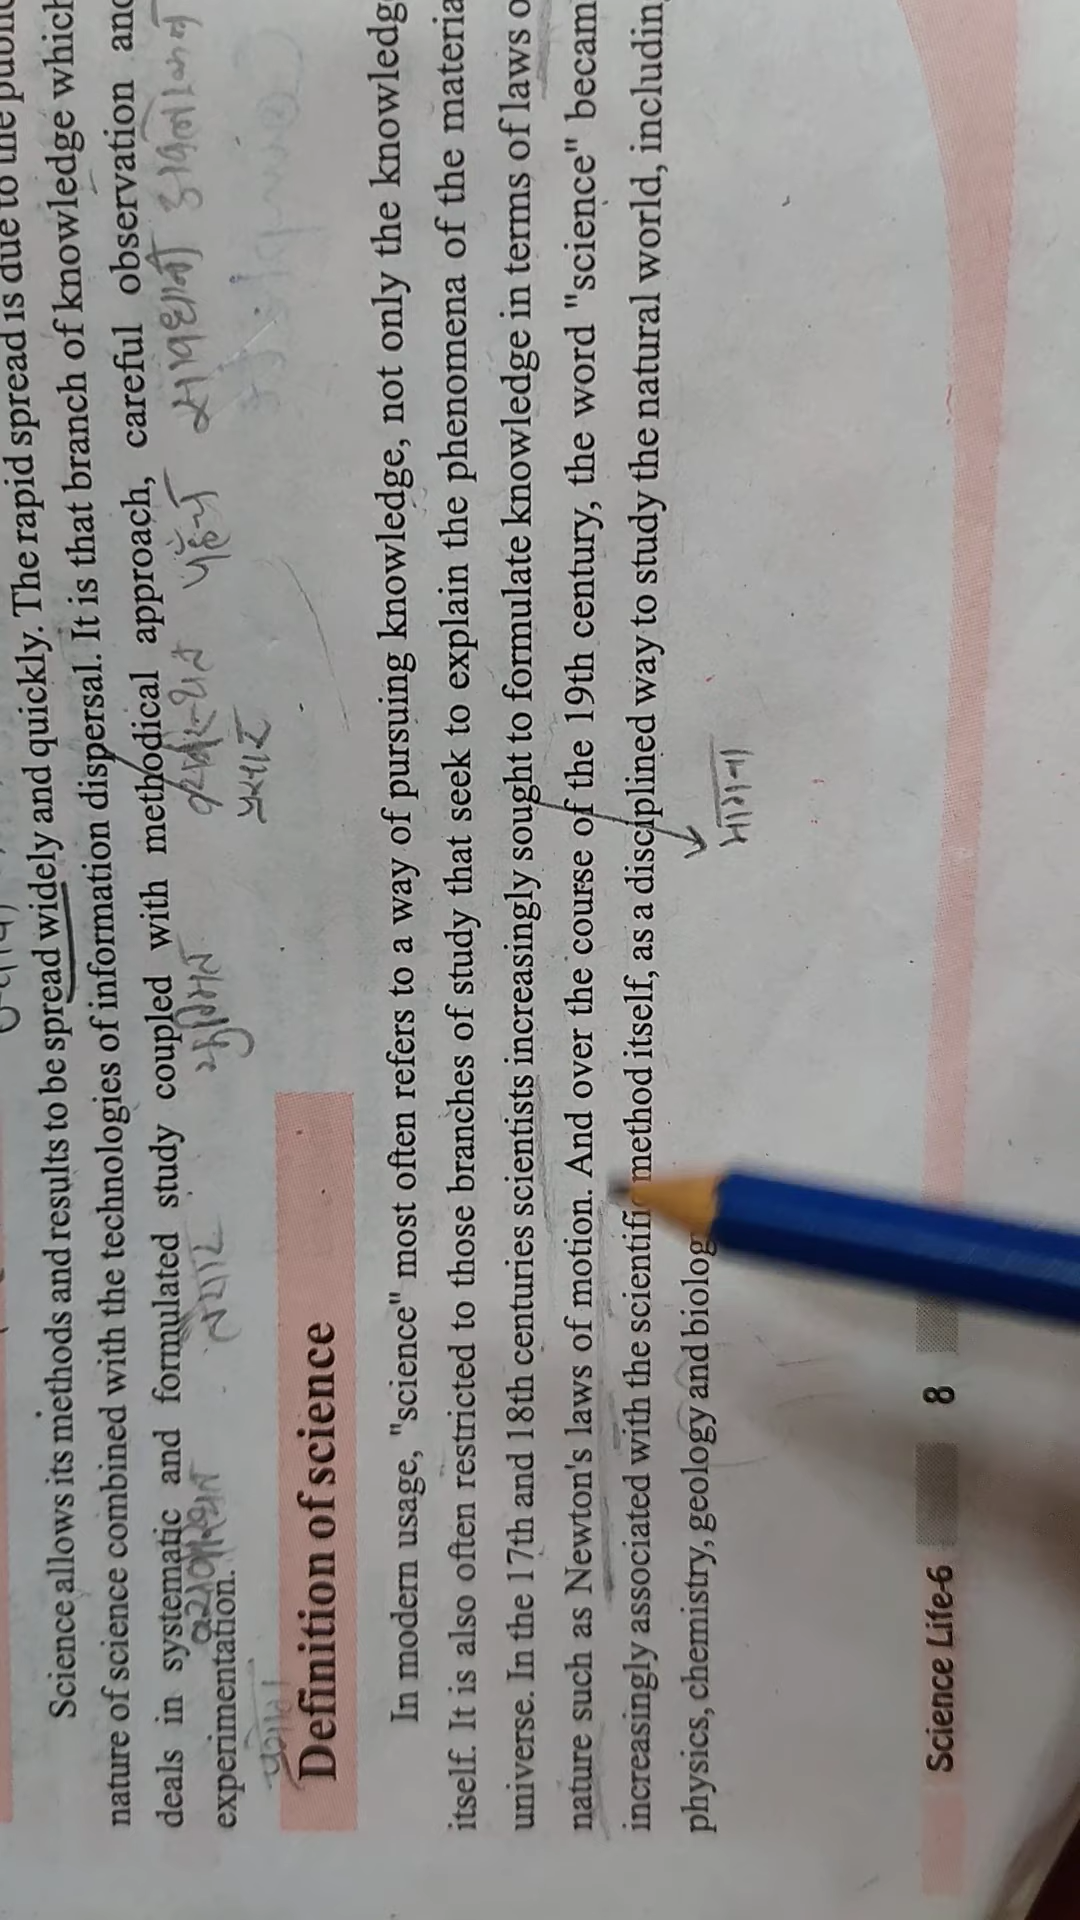 Science allows its methods and results to be spread widely and quickly. The rapid spread is due to the public
nature of science combined with the technologies of information dispersal. It is that branch of knowledge which
deals in systematic and formulated study coupled with methodical approach, careful observation and
experimentation.
प्रसार
Definition of science
In modern usage, "science" most often refers to a way of pursuing knowledge, not only the knowledg
itself. It is also often restricted to those branches of study that seek to explain the phenomena of the materia
universe. In the 17th and 18th centuries scientists increasingly sought to formulate knowledge in terms of laws o
nature such as Newton's laws of motion. And over the course of the 19th century, the word "science" becam
increasingly associated with the scientific method itself, as a disciplined way to study the natural world, includin
physics, chemistry, geology and biolog
Science Life-6 8